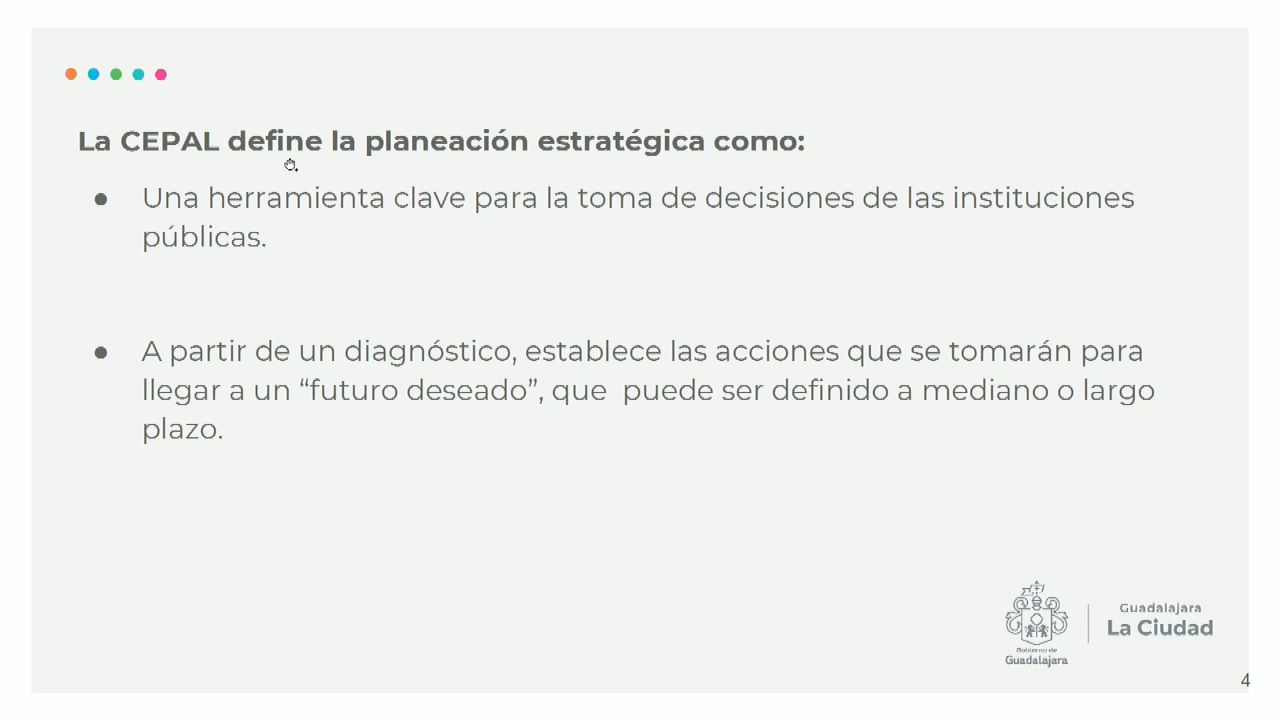 La CEPAL define la planeación estratégica como:
● Una herramienta clave para la toma de decisiones de las instituciones
públicas.
● A partir de un diagnóstico, establece las acciones que se tomarán para
llegar a un “futuro deseado”, que  puede ser definido a mediano o largo
plazo.
Gobierno de
Guadalajara
Guadalajara
La Ciudad
4